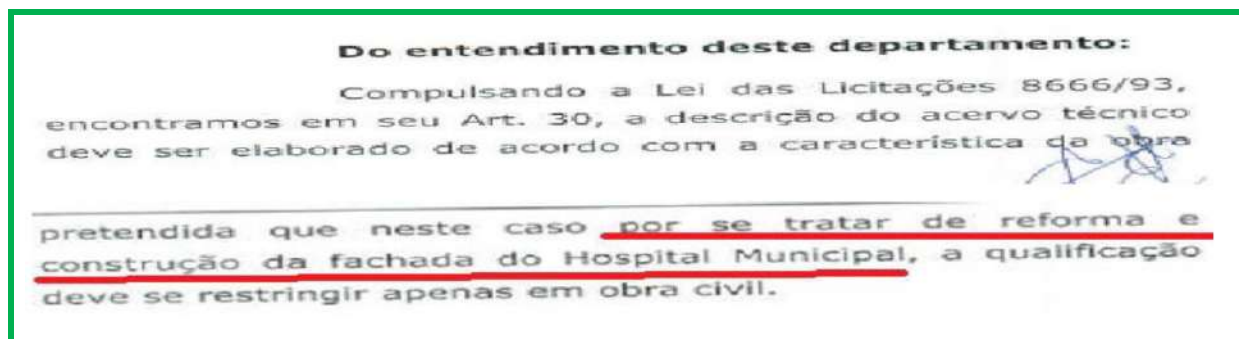 Do entendimento deste departamento:
Compulsando a Lei das Licitações 8666/93,
encontramos em seu Art. 30, a descrição do acervo técnico
deve ser elaborado de acordo com a característica da obra
pretendida que neste caso por se tratar de reforma e
construção da fachada do Hospital Municipal, a qualificação
deve se restringir apenas em obra civil.